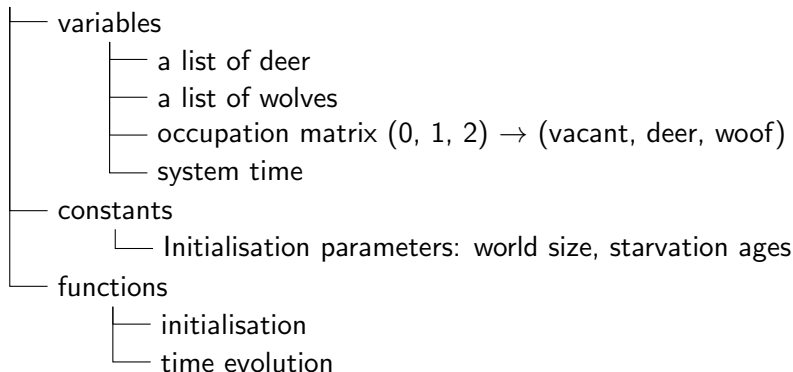 variables
a list of deer
a list of wolves
occupation matrix (0, 1, 2) → (vacant, deer, woof)
system time
constants
Initialisation parameters: world size, starvation ages
functions
initialisation
time evolution